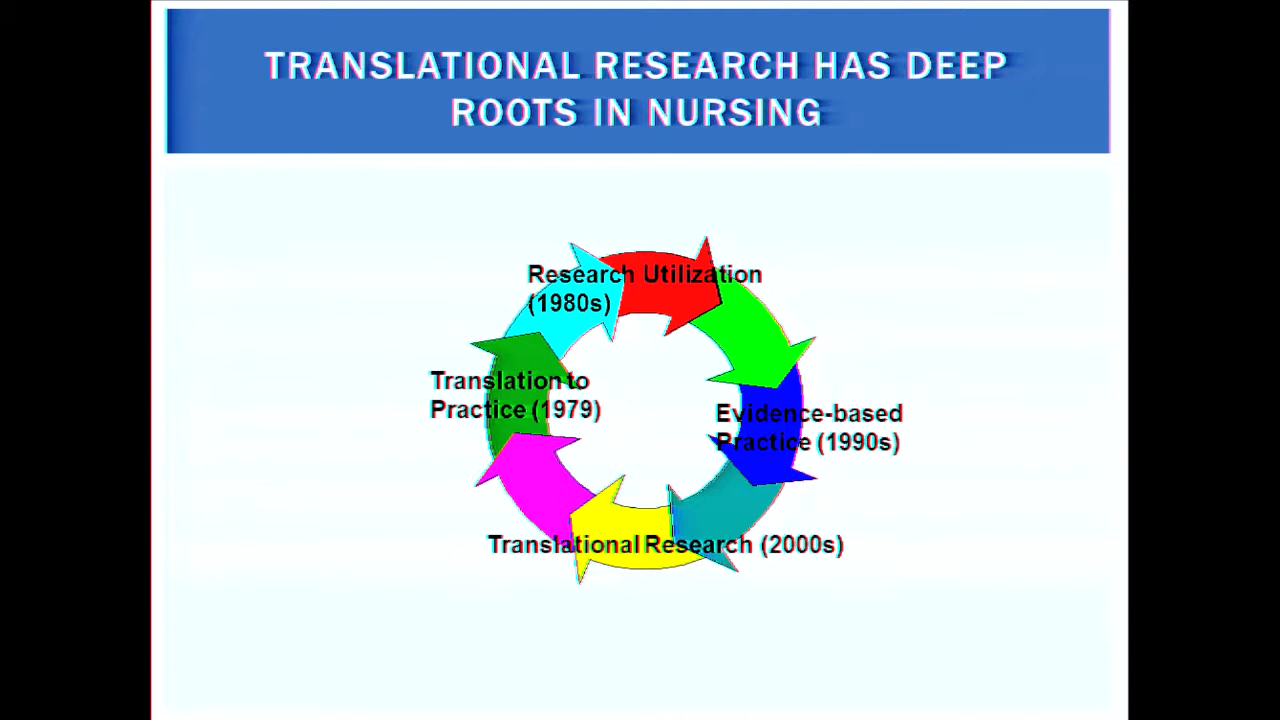 TRANSLATIONAL RESEARCH HAS DEEP
ROOTS IN NURSING
Research Utilization
(1980s)
Translation to
Practice (1979)
Evidence-based
Practice (1990s)
Translational Research (2000s)